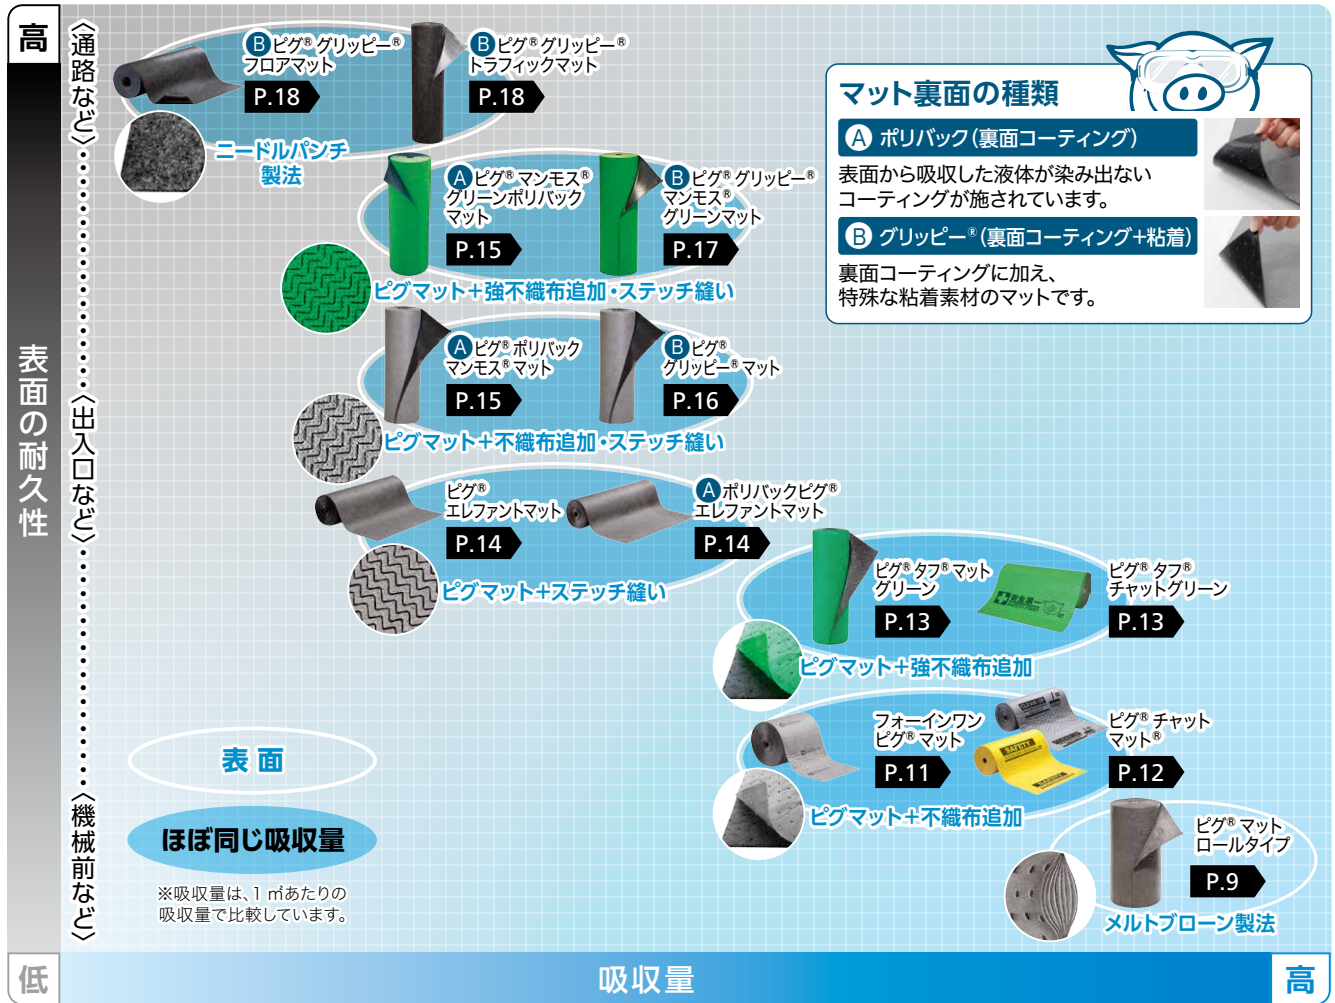 高
表面の耐久性
低
〈通路など〉
〈出入口など〉
〈機械前など〉
Ⓑピグ®グリッピー®
フロアマット
P.18
Ⓑピグ®グリッピー®
トラフィックマット
P.18
ニードルパンチ
製法
マット裏面の種類
Ⓐ ポリバック(裏面コーティング)
表面から吸収した液体が染み出ない
コーティングが施されています。
Ⓑ グリッピー®(裏面コーティング+粘着)
裏面コーティングに加え、
特殊な粘着素材のマットです。
Ⓐピグ®マンモス®
グリーンポリバック
マット
P.15
Ⓑピグ®グリッピー®
マンモス®
グリーンマット
P.17
ピグマット+強不織布追加・ステッチ縫い
Ⓐピグ®ポリバック
マンモス®マット
P.15
Ⓑピグ®
グリッピー®マット
P.16
ピグマット+不織布追加・ステッチ縫い
ピグ®
エレファントマット
P.14
Ⓐポリバックピグ®
エレファントマット
P.14
ピグマット+ステッチ縫い
ピグ®タフ®マット
グリーン
P.13
安全第一
ピグ®タフ®
チャットグリーン
P.13
ピグマット+強不織布追加
フォーインワン
ピグ®マット
P.11
SAFETY
ピグ®チャット
マット®
P.12
ピグマット+不織布追加
ピグ®マット
ロールタイプ
P.9
メルトブローン製法
表面
ほぼ同じ吸収量
※吸収量は、1㎡あたりの
吸収量で比較しています。
吸収量
高